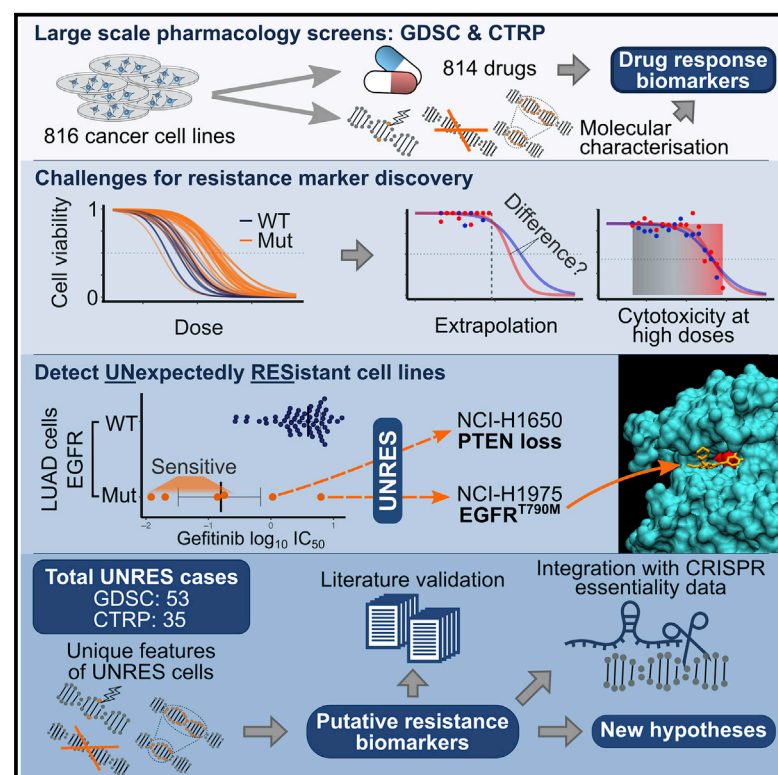 Large scale pharmacology screens: GDSC & CTRP
816 cancer cell lines
814 drugs
Molecular
characterisation
Drug response
biomarkers
Challenges for resistance marker discovery
Cell viability
1
0
WT
Mut
Dose
Difference?
Extrapolation
Cytotoxicity at
high doses
Detect UNexpectedly RESistant cell lines
LUAD cells
EGFR
WT
Mut
Sensitive
-2
-1
0
1
Gefitinib log10 IC50
UNRES
NCI-H1650
PTEN loss
NCI-H1975
EGFRT790M
Total UNRES cases
GDSC: 53
CTRP: 35
Unique features
of UNRES cells
Literature validation
Putative resistance
biomarkers
Integration with CRISPR
essentiality data
New hypotheses